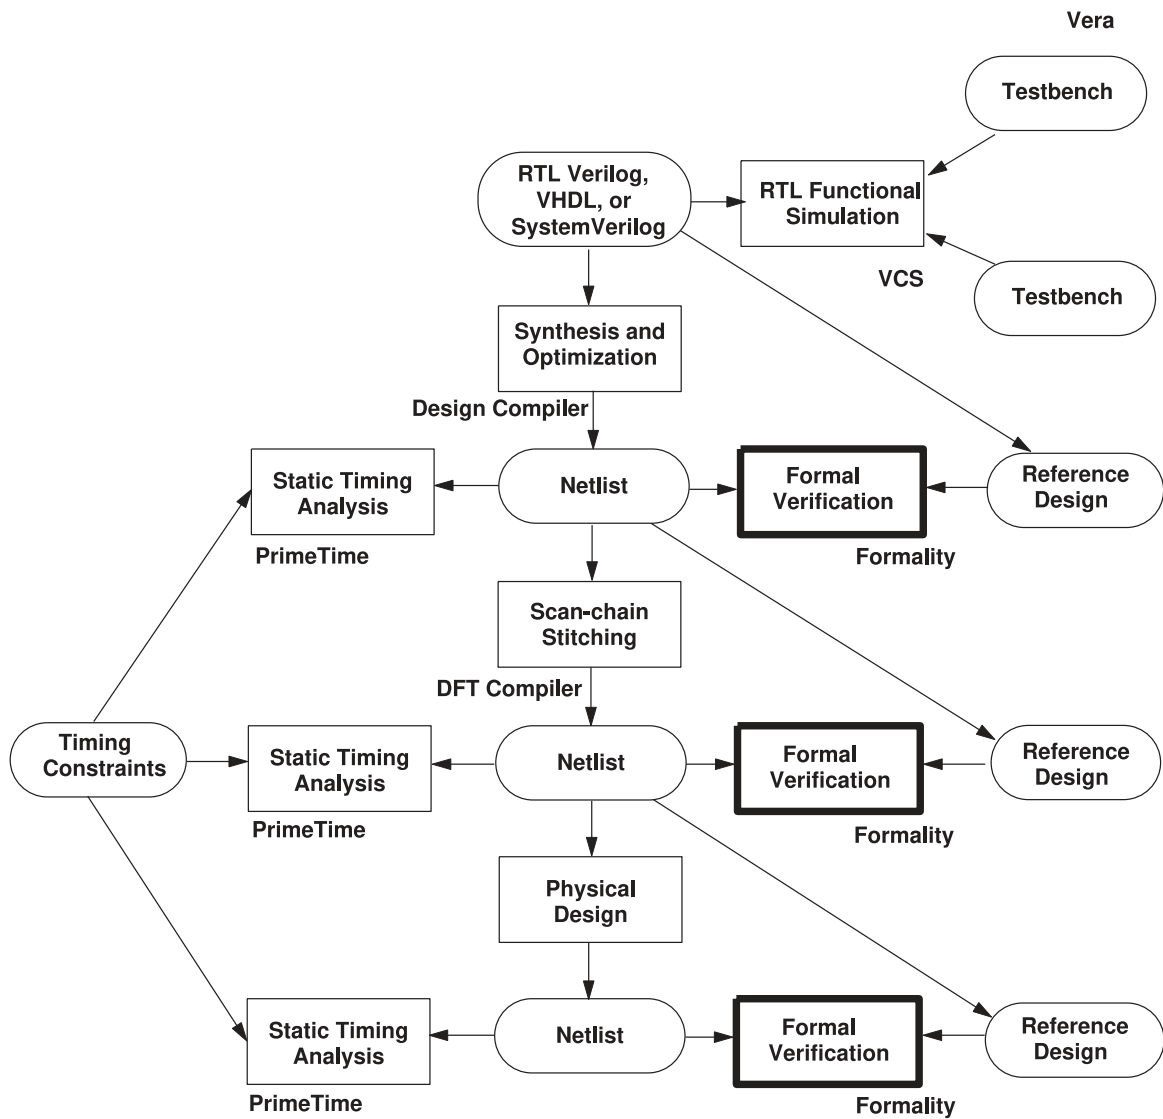 Vera
Testbench
RTL Verilog,
VHDL, or
SystemVerilog
RTL Functional
Simulation
VCS
Testbench
Synthesis and
Optimization
Design Compiler
Static Timing
Analysis
PrimeTime
Netlist
Formal
Verification
Formality
Reference
Design
Scan-chain
Stitching
DFT Compiler
Timing
Constraints
Static Timing
Analysis
PrimeTime
Netlist
Formal
Verification
Formality
Reference
Design
Physical
Design
Static Timing
Analysis
PrimeTime
Netlist
Formal
Verification
Formality
Reference
Design